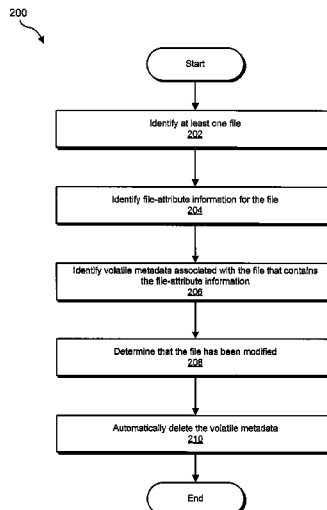 200
Start
Identify at least one file
202
Identify file-attribute information for the file
204
Identify volatile metadata associated with the file that contains
the file-attribute information
206
Determine that the file has been modified
208
Automatically delete the volatile metadata
210
End